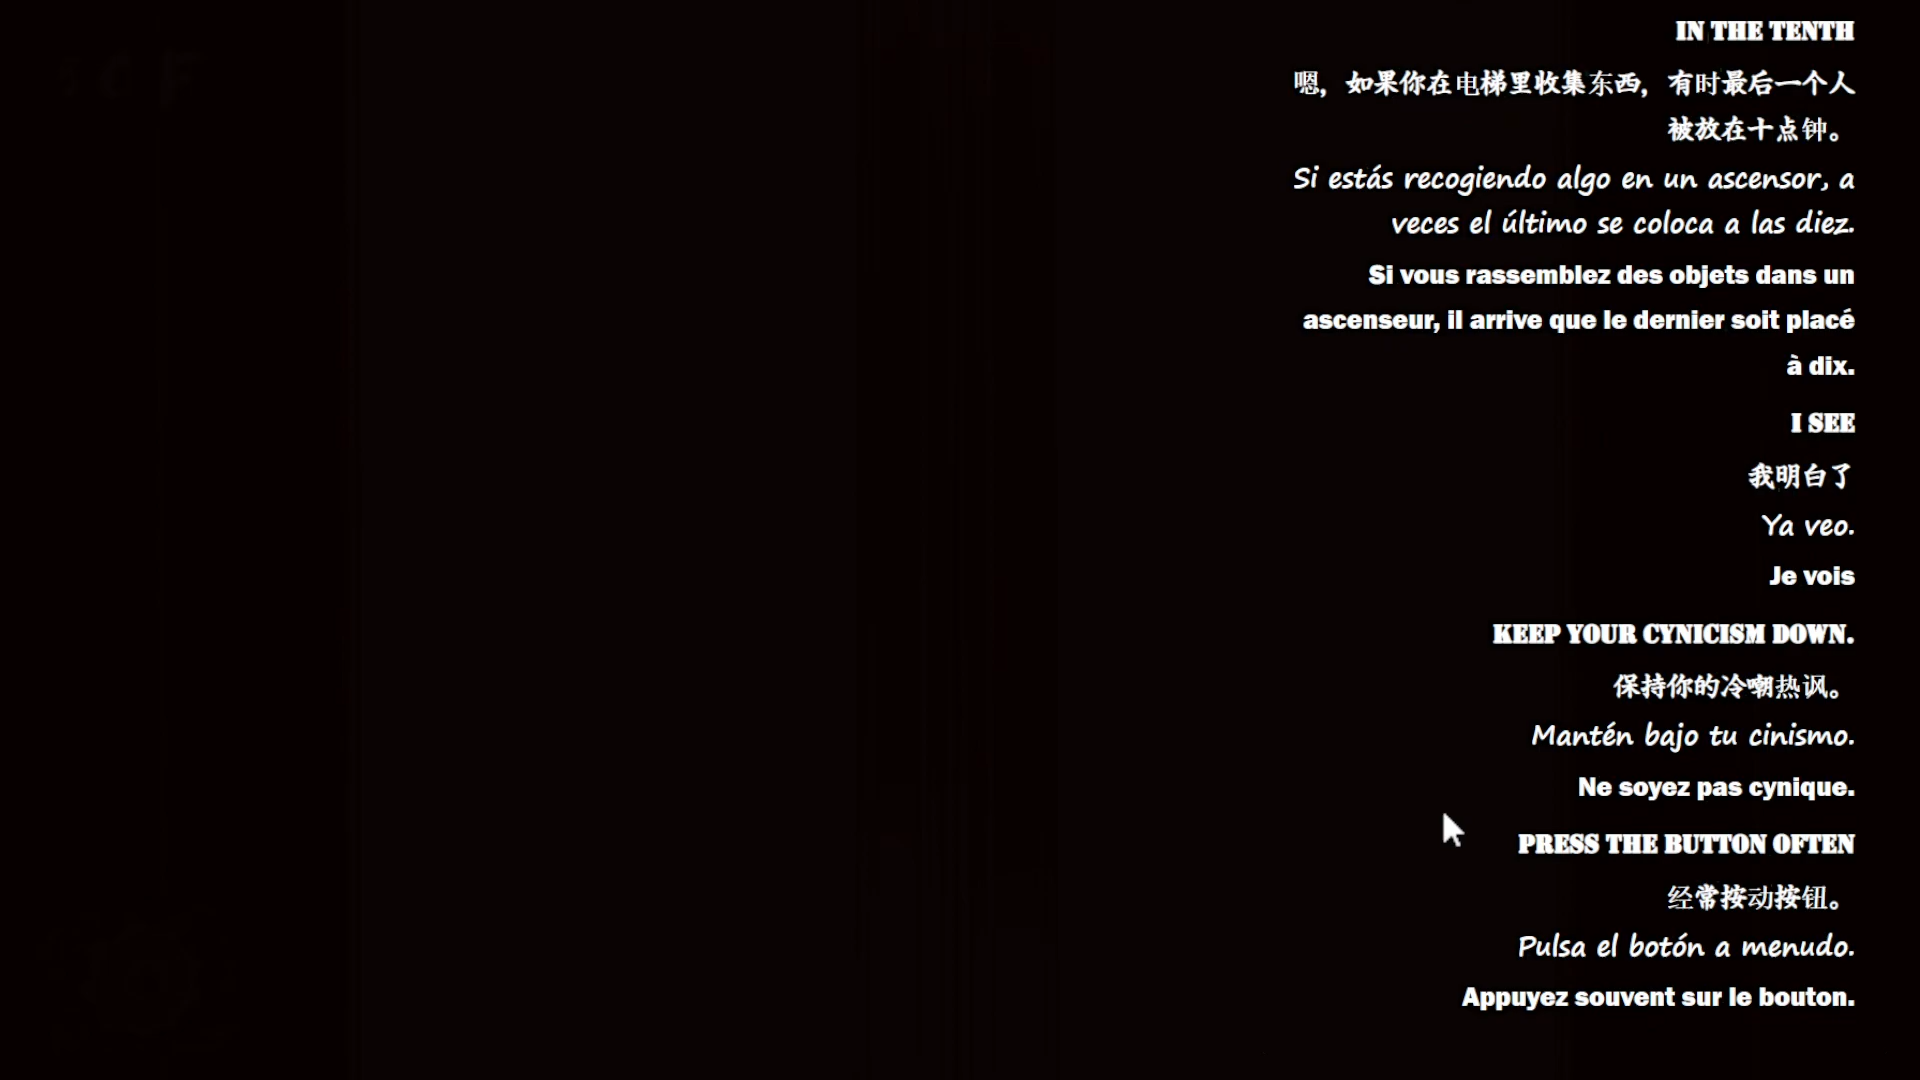 IN THE TENTH
嗯，如果你在电梯里收集东西，有时最后一个人
被放在十点钟。
Si estás recogiendo algo en un ascensor, a
veces el último se coloca a las diez.
Si vous rassemblez des objets dans un
ascenseur, il arrive que le dernier soit placé
à dix.
I SEE
我明白了
Ya veo.
Je vois
KEEP YOUR CYNICISM DOWN.
保持你的冷嘲热讽。
Mantén bajo tu cinismo.
Ne soyez pas cynique.
PRESS THE BUTTON OFTEN
经常按动按钮。
Pulsa el botón a menudo.
Appuyez souvent sur le bouton.